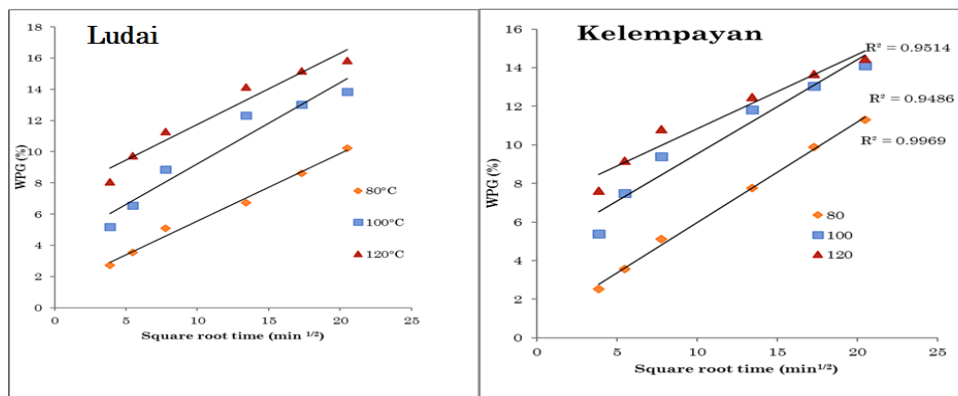 Ludai
18
16
14
12
10
8
6
4
2
0
WPG (%)
80°C
100°C
120°C
0 5 10 15 20 25
Square root time (min 1/2)
Kelempayan
16
14
12
10
8
6
4
2
0
WPG (%)
R² = 0.9514
R² = 0.9486
R² = 0.9969
80
100
120
0 5 10 15 20 25
Square root time (min1/2)